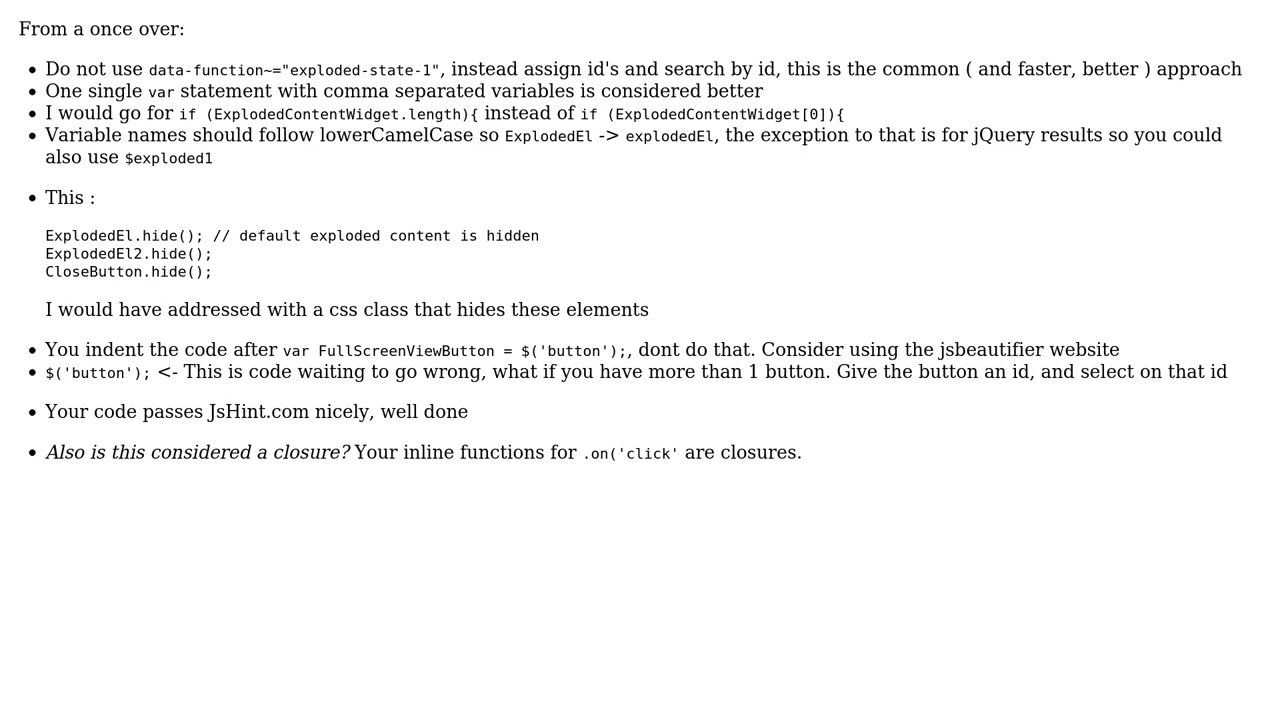 From a once over:
Do not use data-function~="exploded-state-1", instead assign id's and search by id, this is the common ( and faster, better ) approach
One single var statement with comma separated variables is considered better
I would go for if (ExplodedContentWidget.length){ instead of if (ExplodedContentWidget[0]){
Variable names should follow lowerCamelCase so ExplodedEl -> explodedEl, the exception to that is for jQuery results so you could
also use $exploded1
This :
ExplodedEl.hide(); // default exploded content is hidden
ExplodedEl2.hide();
CloseButton.hide();
I would have addressed with a css class that hides these elements
You indent the code after var FullScreenViewButton = $('button');, dont do that. Consider using the jsbeautifier website
$('button'); <- This is code waiting to go wrong, what if you have more than 1 button. Give the button an id, and select on that id
Your code passes JsHint.com nicely, well done
Also is this considered a closure? Your inline functions for .on('click' are closures.